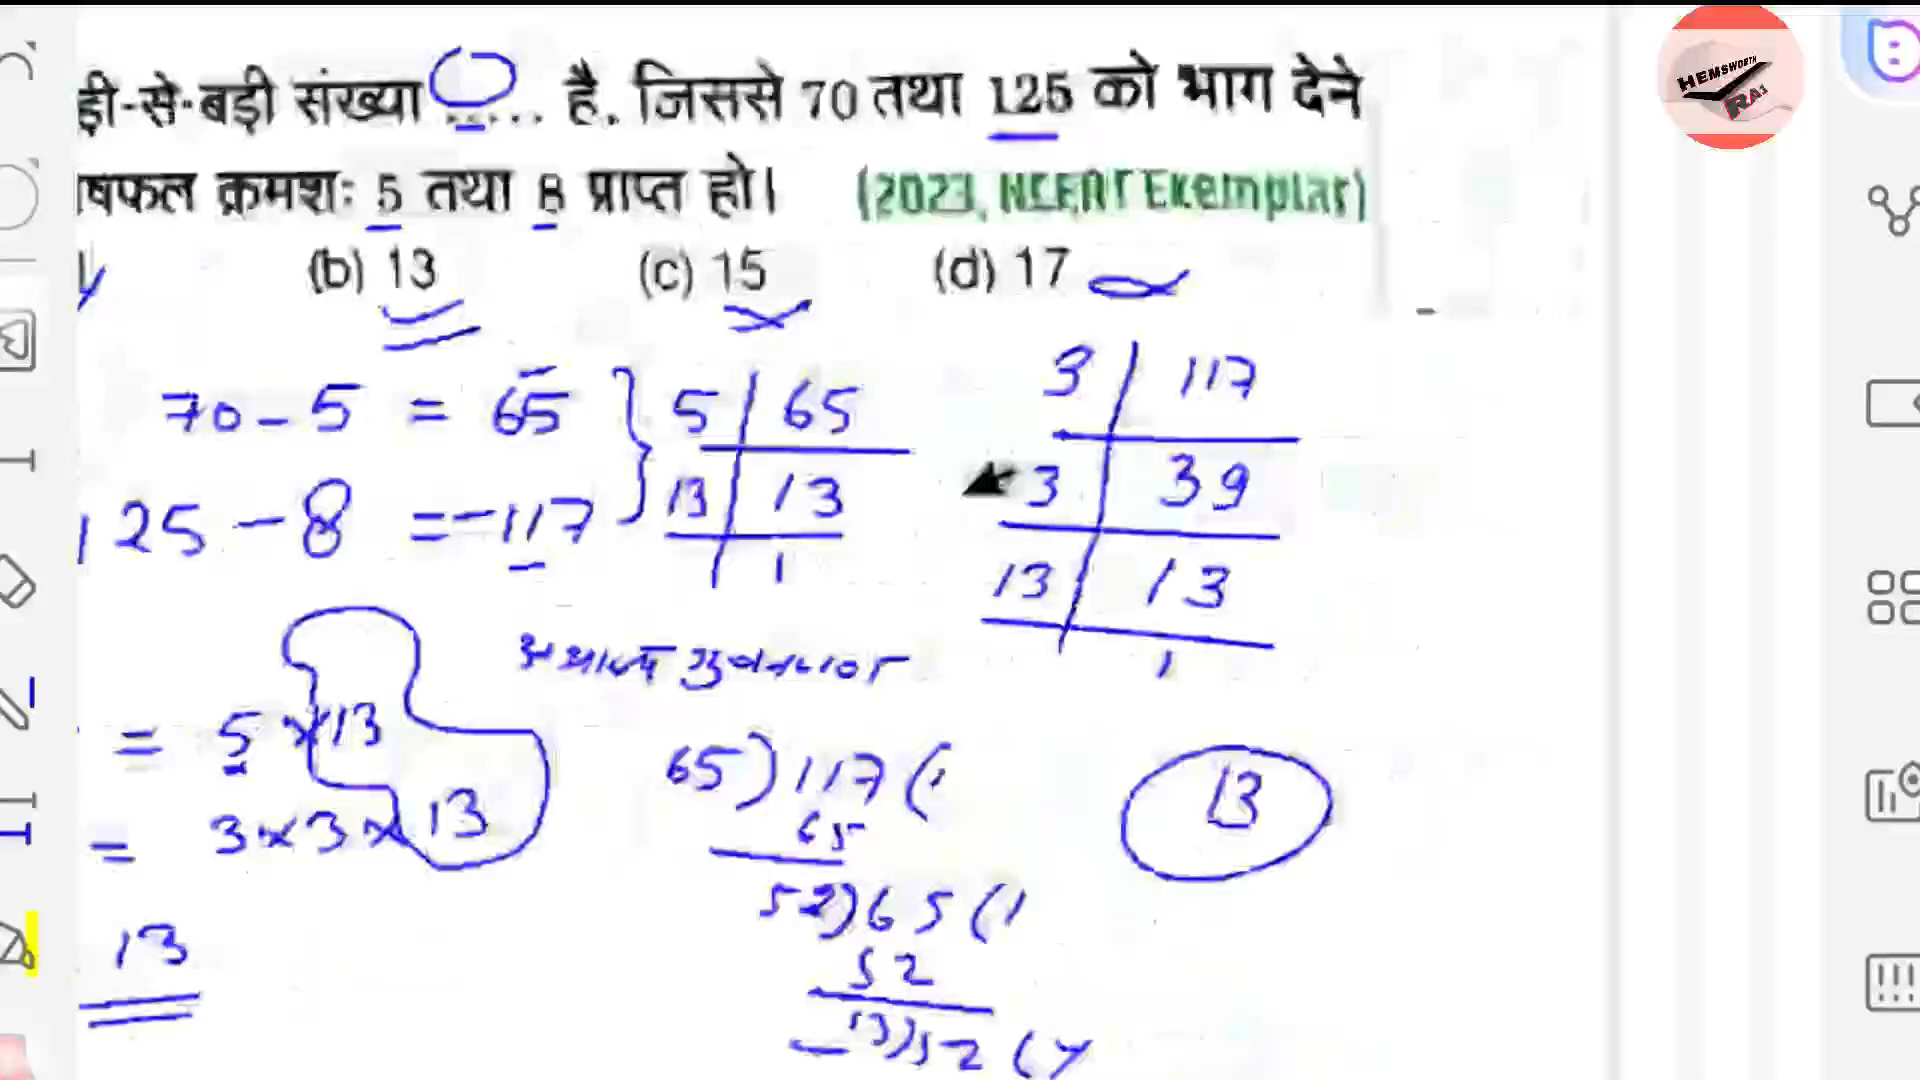 ड़ी-से-बड़ी संख्या ..... है, जिससे 70 तथा 125 को भाग देने
षफल क्रमशः 5 तथा 8 प्राप्त हो। (2023, NCERT Exemplar)
(b) 13 (c) 15 (d) 17
70 - 5 = 65
125 - 8 = 117
5 | 65
13 | 13
1
3 | 117
3 | 39
13 | 13
1
= 5 × 13
= 3 × 3 × 13
13
65 ) 117 ( 1
65
52 ) 65 ( 1
52
13 ) 52 ( 4
13
HEMSWORTH
RAJ